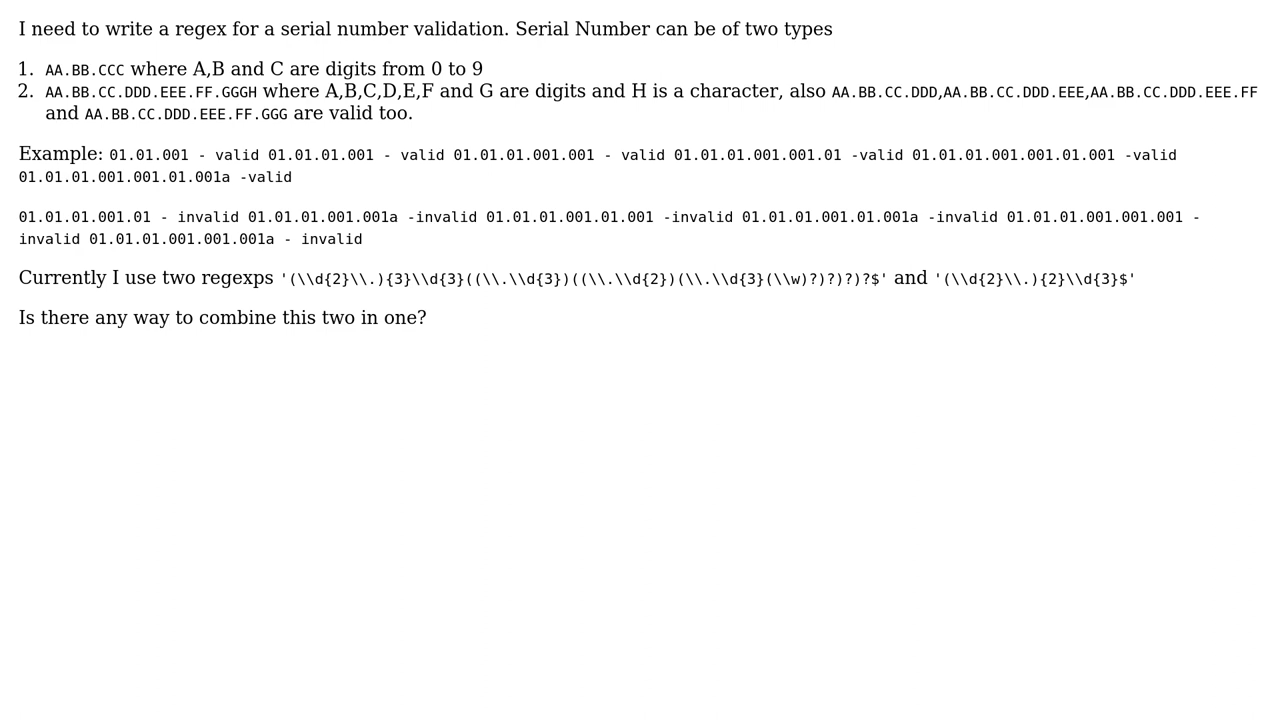 I need to write a regex for a serial number validation. Serial Number can be of two types
1. AA.BB.CCC where A,B and C are digits from 0 to 9
2. AA.BB.CC.DDD.EEE.FF.GGGH where A,B,C,D,E,F and G are digits and H is a character, also AA.BB.CC.DDD,AA.BB.CC.DDD.EEE,AA.BB.CC.DDD.EEE.FF
and AA.BB.CC.DDD.EEE.FF.GGG are valid too.
Example: 01.01.001 - valid 01.01.01.001 - valid 01.01.01.001.001 - valid 01.01.01.001.001.01 -valid 01.01.01.001.001.01.001 -valid
01.01.01.001.001.01.001a -valid
01.01.01.001.01 - invalid 01.01.01.001.001a -invalid 01.01.01.001.01.001 -invalid 01.01.01.001.01.001a -invalid 01.01.01.001.001.001 -
invalid 01.01.01.001.001.001a - invalid
Currently I use two regexps '(\\d{2}\\.){3}\\d{3}((\\.\\d{3})((\\.\\d{2})(\\.\\d{3}(\\w)?)?)?)?$' and '(\\d{2}\\.){2}\\d{3}$'
Is there any way to combine this two in one?